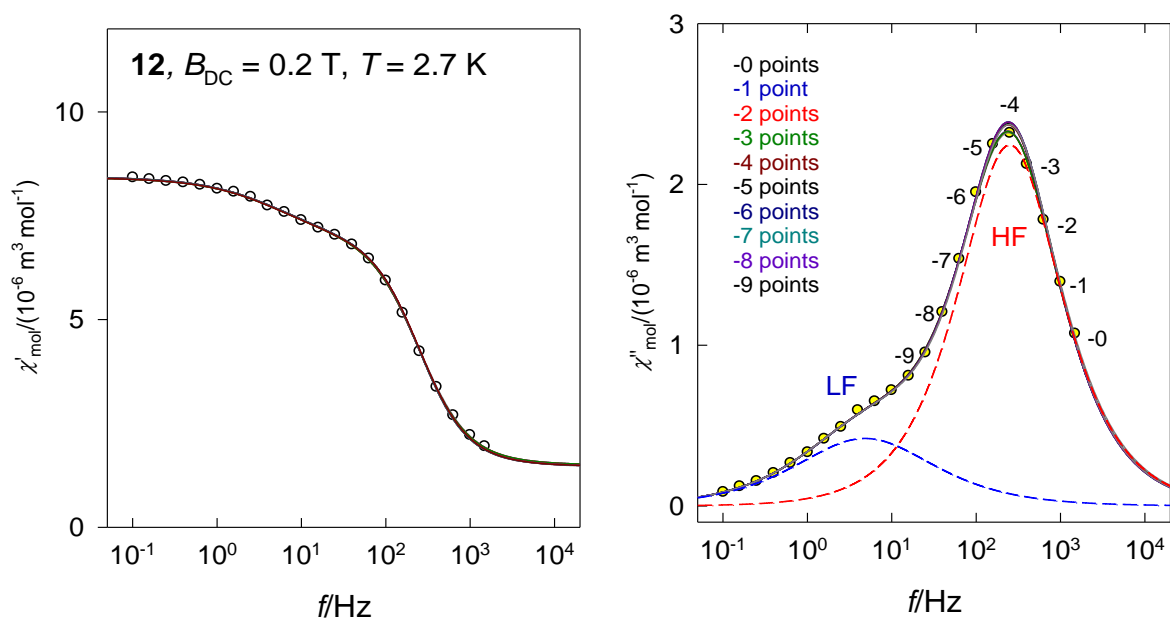 12, B_DC = 0.2 T, T = 2.7 K
10
5
0
χ'_mol/(10⁻⁶ m³ mol⁻¹)
10⁻¹ 10⁰ 10¹ 10² 10³ 10⁴
f/Hz
3
2
1
0
χ''_mol/(10⁻⁶ m³ mol⁻¹)
-0 points
-1 point
-2 points
-3 points
-4 points
-5 points
-6 points
-7 points
-8 points
-9 points
-4
-5
-3
-6
-2
HF
-7
-1
-8
-0
-9
LF
10⁻¹ 10⁰ 10¹ 10² 10³ 10⁴
f/Hz